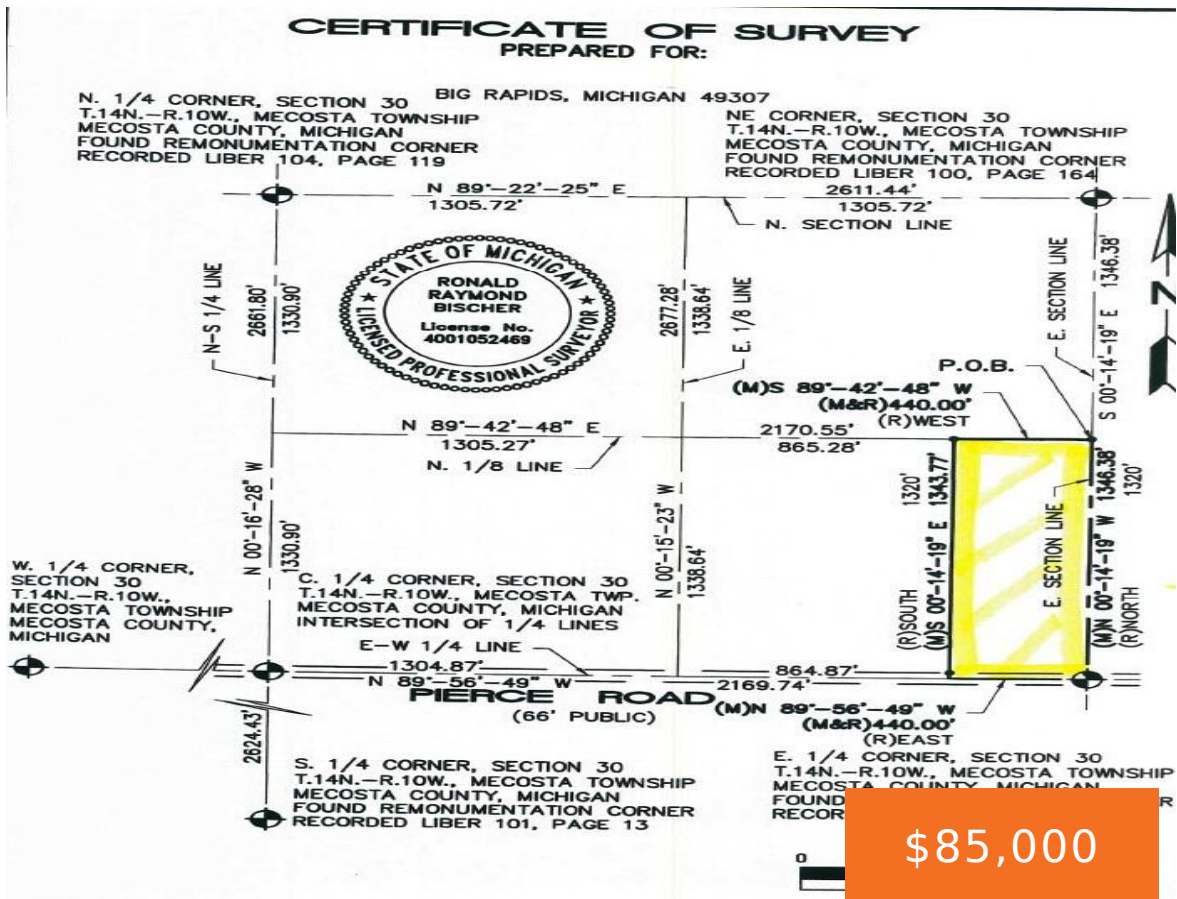 CERTIFICATE OF SURVEY
PREPARED FOR:
BIG RAPIDS, MICHIGAN 49307
N. 1/4 CORNER, SECTION 30
T.14N.-R.10W., MECOSTA TOWNSHIP
MECOSTA COUNTY, MICHIGAN
FOUND REMONUMENTATION CORNER
RECORDED LIBER 104, PAGE 119
NE CORNER, SECTION 30
T.14N.-R.10W., MECOSTA TOWNSHIP
MECOSTA COUNTY, MICHIGAN
FOUND REMONUMENTATION CORNER
RECORDED LIBER 100, PAGE 164
N 89°-22'-25" E
1305.72'
2611.44'
1305.72'
N. SECTION LINE
STATE OF MICHIGAN
RONALD
RAYMOND
BISCHER
License No.
4001052469
LICENSED PROFESSIONAL SURVEYOR
N-S 1/4 LINE
2661.80'
1330.90'
2677.28'
1338.64'
E. 1/8 LINE
E. SECTION LINE
S 00°-14'-19" E 1346.38'
N
P.O.B.
(M)S 89°-42'-48" W
(M&R)440.00'
(R)WEST
N 89°-42'-48" E
1305.27'
N. 1/8 LINE
2170.55'
865.28'
N 00°-16'-28" W
1330.90'
N 00°-15'-23" W
1338.64'
1320'
(R)SOUTH
(M)S 00°-14'-19" E 1343.77'
E. SECTION LINE
(M)N 00°-14'-19" W 1346.38'
(R)NORTH
1320'
W. 1/4 CORNER,
SECTION 30
T.14N.-R.10W.,
MECOSTA TOWNSHIP
MECOSTA COUNTY,
MICHIGAN
C. 1/4 CORNER, SECTION 30
T.14N.-R.10W., MECOSTA TWP.
MECOSTA COUNTY, MICHIGAN
INTERSECTION OF 1/4 LINES
E-W 1/4 LINE
1304.87'
864.87'
N 89°-56'-49" W
2169.74'
PIERCE ROAD
(66' PUBLIC)
(M)N 89°-56'-49" W
(M&R)440.00'
(R)EAST
2624.43'
S. 1/4 CORNER, SECTION 30
T.14N.-R.10W., MECOSTA TOWNSHIP
MECOSTA COUNTY, MICHIGAN
FOUND REMONUMENTATION CORNER
RECORDED LIBER 101, PAGE 13
E. 1/4 CORNER, SECTION 30
T.14N.-R.10W., MECOSTA TOWNSHIP
MECOSTA COUNTY, MICHIGAN
FOUND
0
$85,000